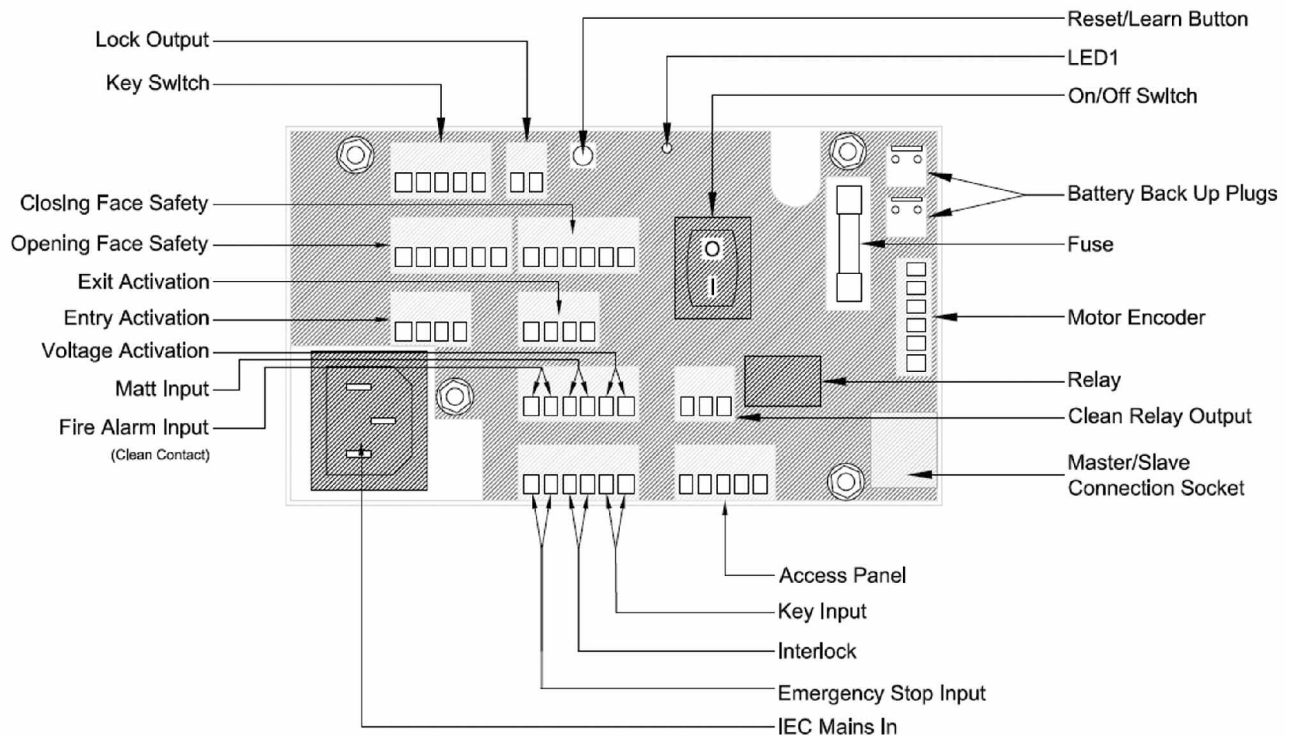 Lock Output
Key Switch
Closing Face Safety
Opening Face Safety
Exit Activation
Entry Activation
Voltage Activation
Matt Input
Fire Alarm Input
(Clean Contact)
O
I
Reset/Learn Button
LED1
On/Off Switch
Battery Back Up Plugs
Fuse
Motor Encoder
Relay
Clean Relay Output
Master/Slave
Connection Socket
Access Panel
Key Input
Interlock
Emergency Stop Input
IEC Mains In